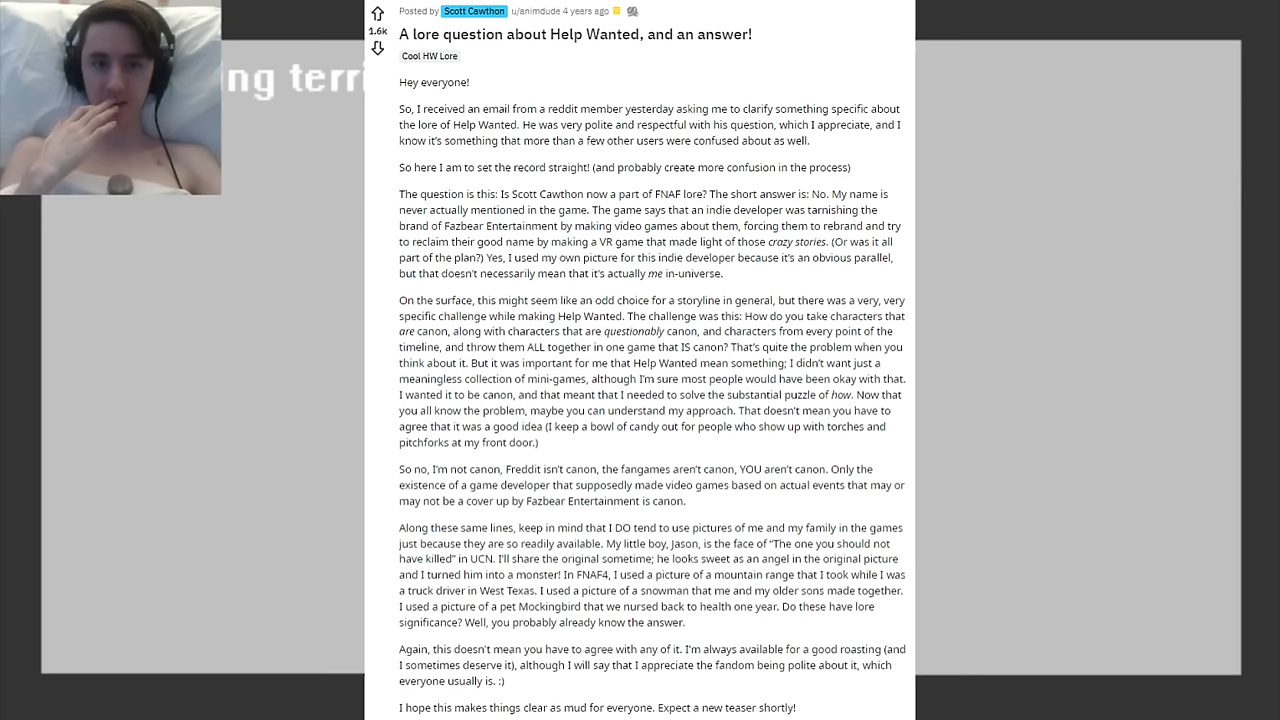 ng terri
Posted by Scott Cawthon u/animdude 4 years ago
1.6k
A lore question about Help Wanted, and an answer!
Cool HW Lore
Hey everyone!
So, I received an email from a reddit member yesterday asking me to clarify something specific about
the lore of Help Wanted. He was very polite and respectful with his question, which I appreciate, and I
know it's something that more than a few other users were confused about as well.
So here I am to set the record straight! (and probably create more confusion in the process)
The question is this: Is Scott Cawthon now a part of FNAF lore? The short answer is: No. My name is
never actually mentioned in the game. The game says that an indie developer was tarnishing the
brand of Fazbear Entertainment by making video games about them, forcing them to rebrand and try
to reclaim their good name by making a VR game that made light of those crazy stories. (Or was it all
part of the plan?) Yes, I used my own picture for this indie developer because it's an obvious parallel,
but that doesn't necessarily mean that it's actually me in-universe.
On the surface, this might seem like an odd choice for a storyline in general, but there was a very, very
specific challenge while making Help Wanted. The challenge was this: How do you take characters that
are canon, along with characters that are questionably canon, and characters from every point of the
timeline, and throw them ALL together in one game that IS canon? That's quite the problem when you
think about it. But it was important for me that Help Wanted mean something; I didn't want just a
meaningless collection of mini-games, although I'm sure most people would have been okay with that.
I wanted it to be canon, and that meant that I needed to solve the substantial puzzle of how. Now that
you all know the problem, maybe you can understand my approach. That doesn't mean you have to
agree that it was a good idea (I keep a bowl of candy out for people who show up with torches and
pitchforks at my front door.)
So no, I'm not canon, Freddit isn't canon, the fangames aren't canon, YOU aren't canon. Only the
existence of a game developer that supposedly made video games based on actual events that may or
may not be a cover up by Fazbear Entertainment is canon.
Along these same lines, keep in mind that I DO tend to use pictures of me and my family in the games
just because they are so readily available. My little boy, Jason, is the face of "The one you should not
have killed" in UCN. I'll share the original sometime; he looks sweet as an angel in the original picture
and I turned him into a monster! In FNAF4, I used a picture of a mountain range that I took while I was
a truck driver in West Texas. I used a picture of a snowman that me and my older sons made together.
I used a picture of a pet Mockingbird that we nursed back to health one year. Do these have lore
significance? Well, you probably already know the answer.
Again, this doesn't mean you have to agree with any of it. I'm always available for a good roasting (and
I sometimes deserve it), although I will say that I appreciate the fandom being polite about it, which
everyone usually is. :)
I hope this makes things clear as mud for everyone. Expect a new teaser shortly!